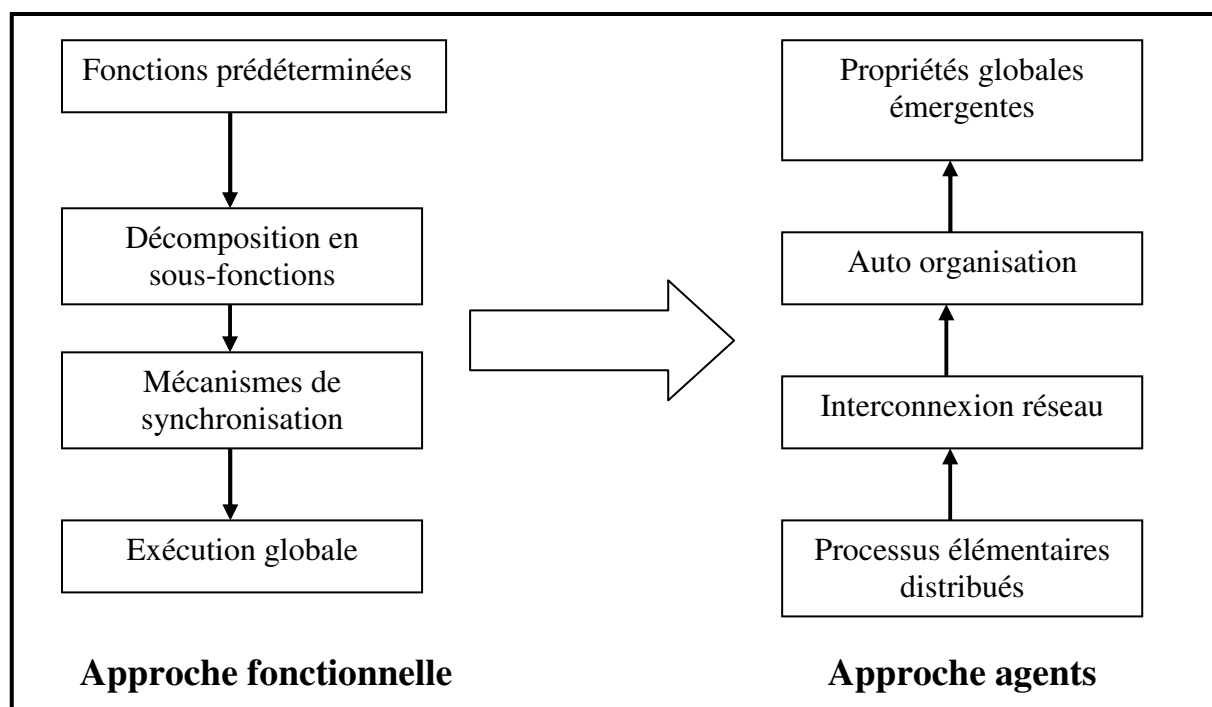 Fonctions prédéterminées
Décomposition en
sous-fonctions
Mécanismes de
synchronisation
Exécution globale
Approche fonctionnelle
Propriétés globales
émergentes
Auto organisation
Interconnexion réseau
Processus élémentaires
distribués
Approche agents